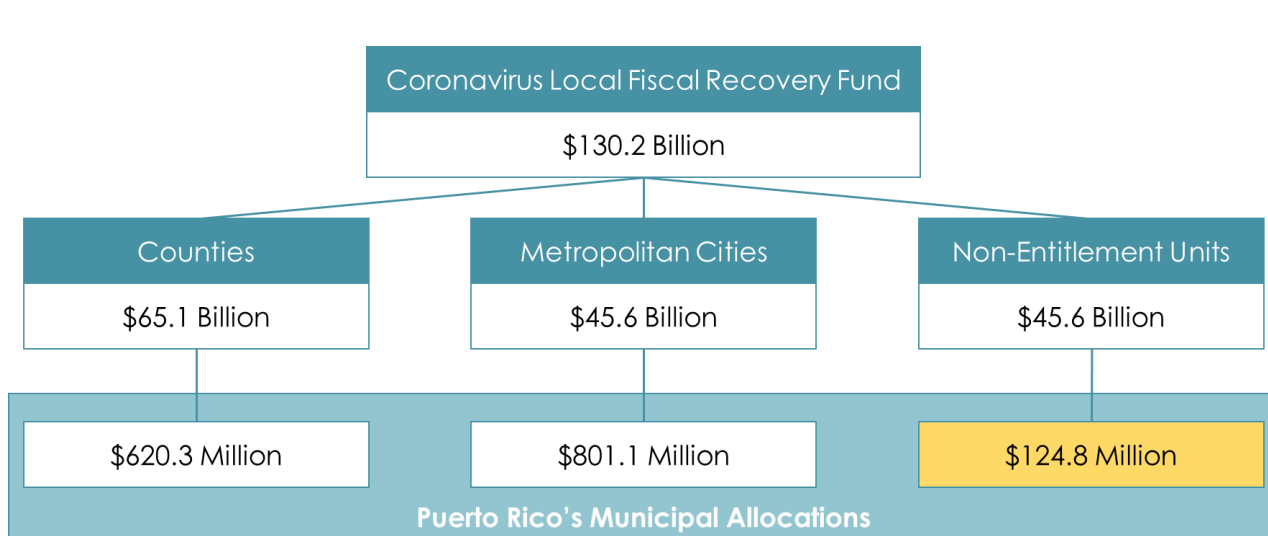 Coronavirus Local Fiscal Recovery Fund
$130.2 Billion
Counties
$65.1 Billion
Metropolitan Cities
$45.6 Billion
Non-Entitlement Units
$45.6 Billion
$620.3 Million
$801.1 Million
$124.8 Million
Puerto Rico's Municipal Allocations